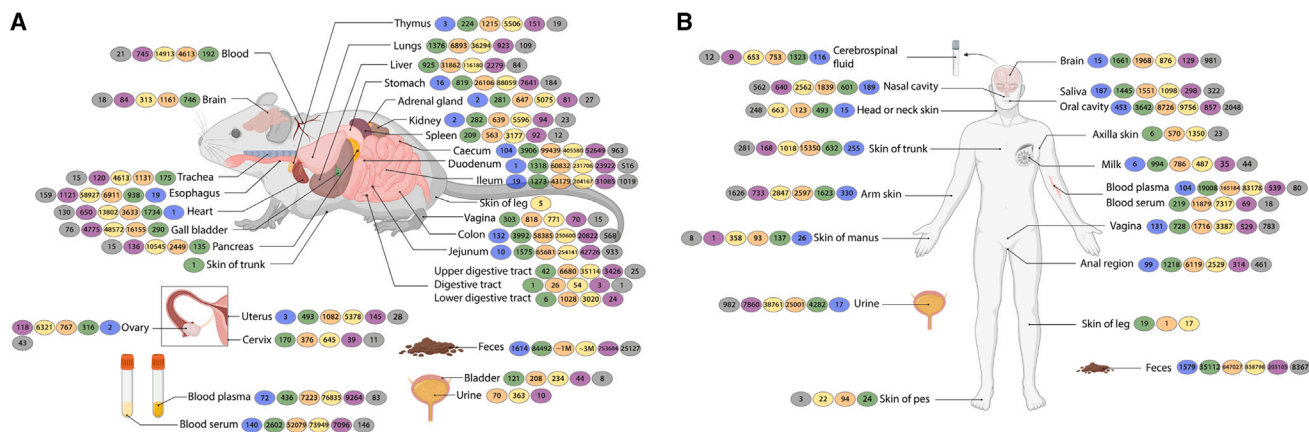 A
Thymus 3 224 1215 5506 151 19
21 745 14913 4613 192 Blood
Lungs 1376 6893 36294 923 109
Liver 925 31862 116180 2279 84
Stomach 16 819 26106 88059 7641 184
18 84 313 1161 746 Brain
Adrenal gland 2 281 647 5075 81 27
Kidney 2 282 639 5596 94 23
Spleen 209 563 3177 92 12
Caecum 104 3906 99439 405580 52649 963
Duodenum 1 1318 60832 231706 23922 516
15 120 4613 1131 175 Trachea
Ileum 19 1273 43179 204167 31085 1019
159 1121 58927 6911 938 19 Esophagus
Skin of leg 5
130 650 13802 3633 1734 1 Heart
Vagina 303 818 771 70 15
76 4775 48572 16155 290 Gall bladder
Colon 132 3992 58385 250600 20822 568
15 136 10545 2449 135 Pancreas
Jejunum 10 1575 65681 254141 42726 933
1 Skin of trunk
Upper digestive tract 42 6680 35114 3426 25
Digestive tract 1 26 54 3 1
Lower digestive tract 6 1028 3020 24
Uterus 3 493 1082 5378 145 28
118 6321 767 316 2 Ovary
43
Cervix 170 376 645 39 11
Feces 1614 84492 ~1M ~3M 753684 25127
Bladder 121 208 234 44 8
Urine 70 363 10
Blood plasma 72 436 7223 76835 9264 83
Blood serum 140 2602 52079 73949 7096 146
B
12 9 653 753 1323 116 Cerebrospinal
fluid
Brain 15 1661 1968 876 129 981
562 640 2562 1839 601 189 Nasal cavity
Saliva 187 1445 1551 1098 298 322
Oral cavity 453 3642 8726 9756 857 2048
248 663 123 493 15 Head or neck skin
Axilla skin 6 570 1350 23
281 168 1018 15350 632 255 Skin of trunk
Milk 6 994 786 487 35 44
1626 733 2847 2597 1623 330 Arm skin
Blood plasma 104 19008 83178 539 80
Blood serum 219 11879 7317 69 18
Vagina 131 728 1716 3387 529 783
8 1 358 93 137 26 Skin of manus
Anal region 99 1218 6119 2529 314 461
982 7860 38761 25001 4282 17 Urine
Skin of leg 19 1 17
Feces 1579 35112 647027 838798 203105 8367
3 22 94 24 Skin of pes